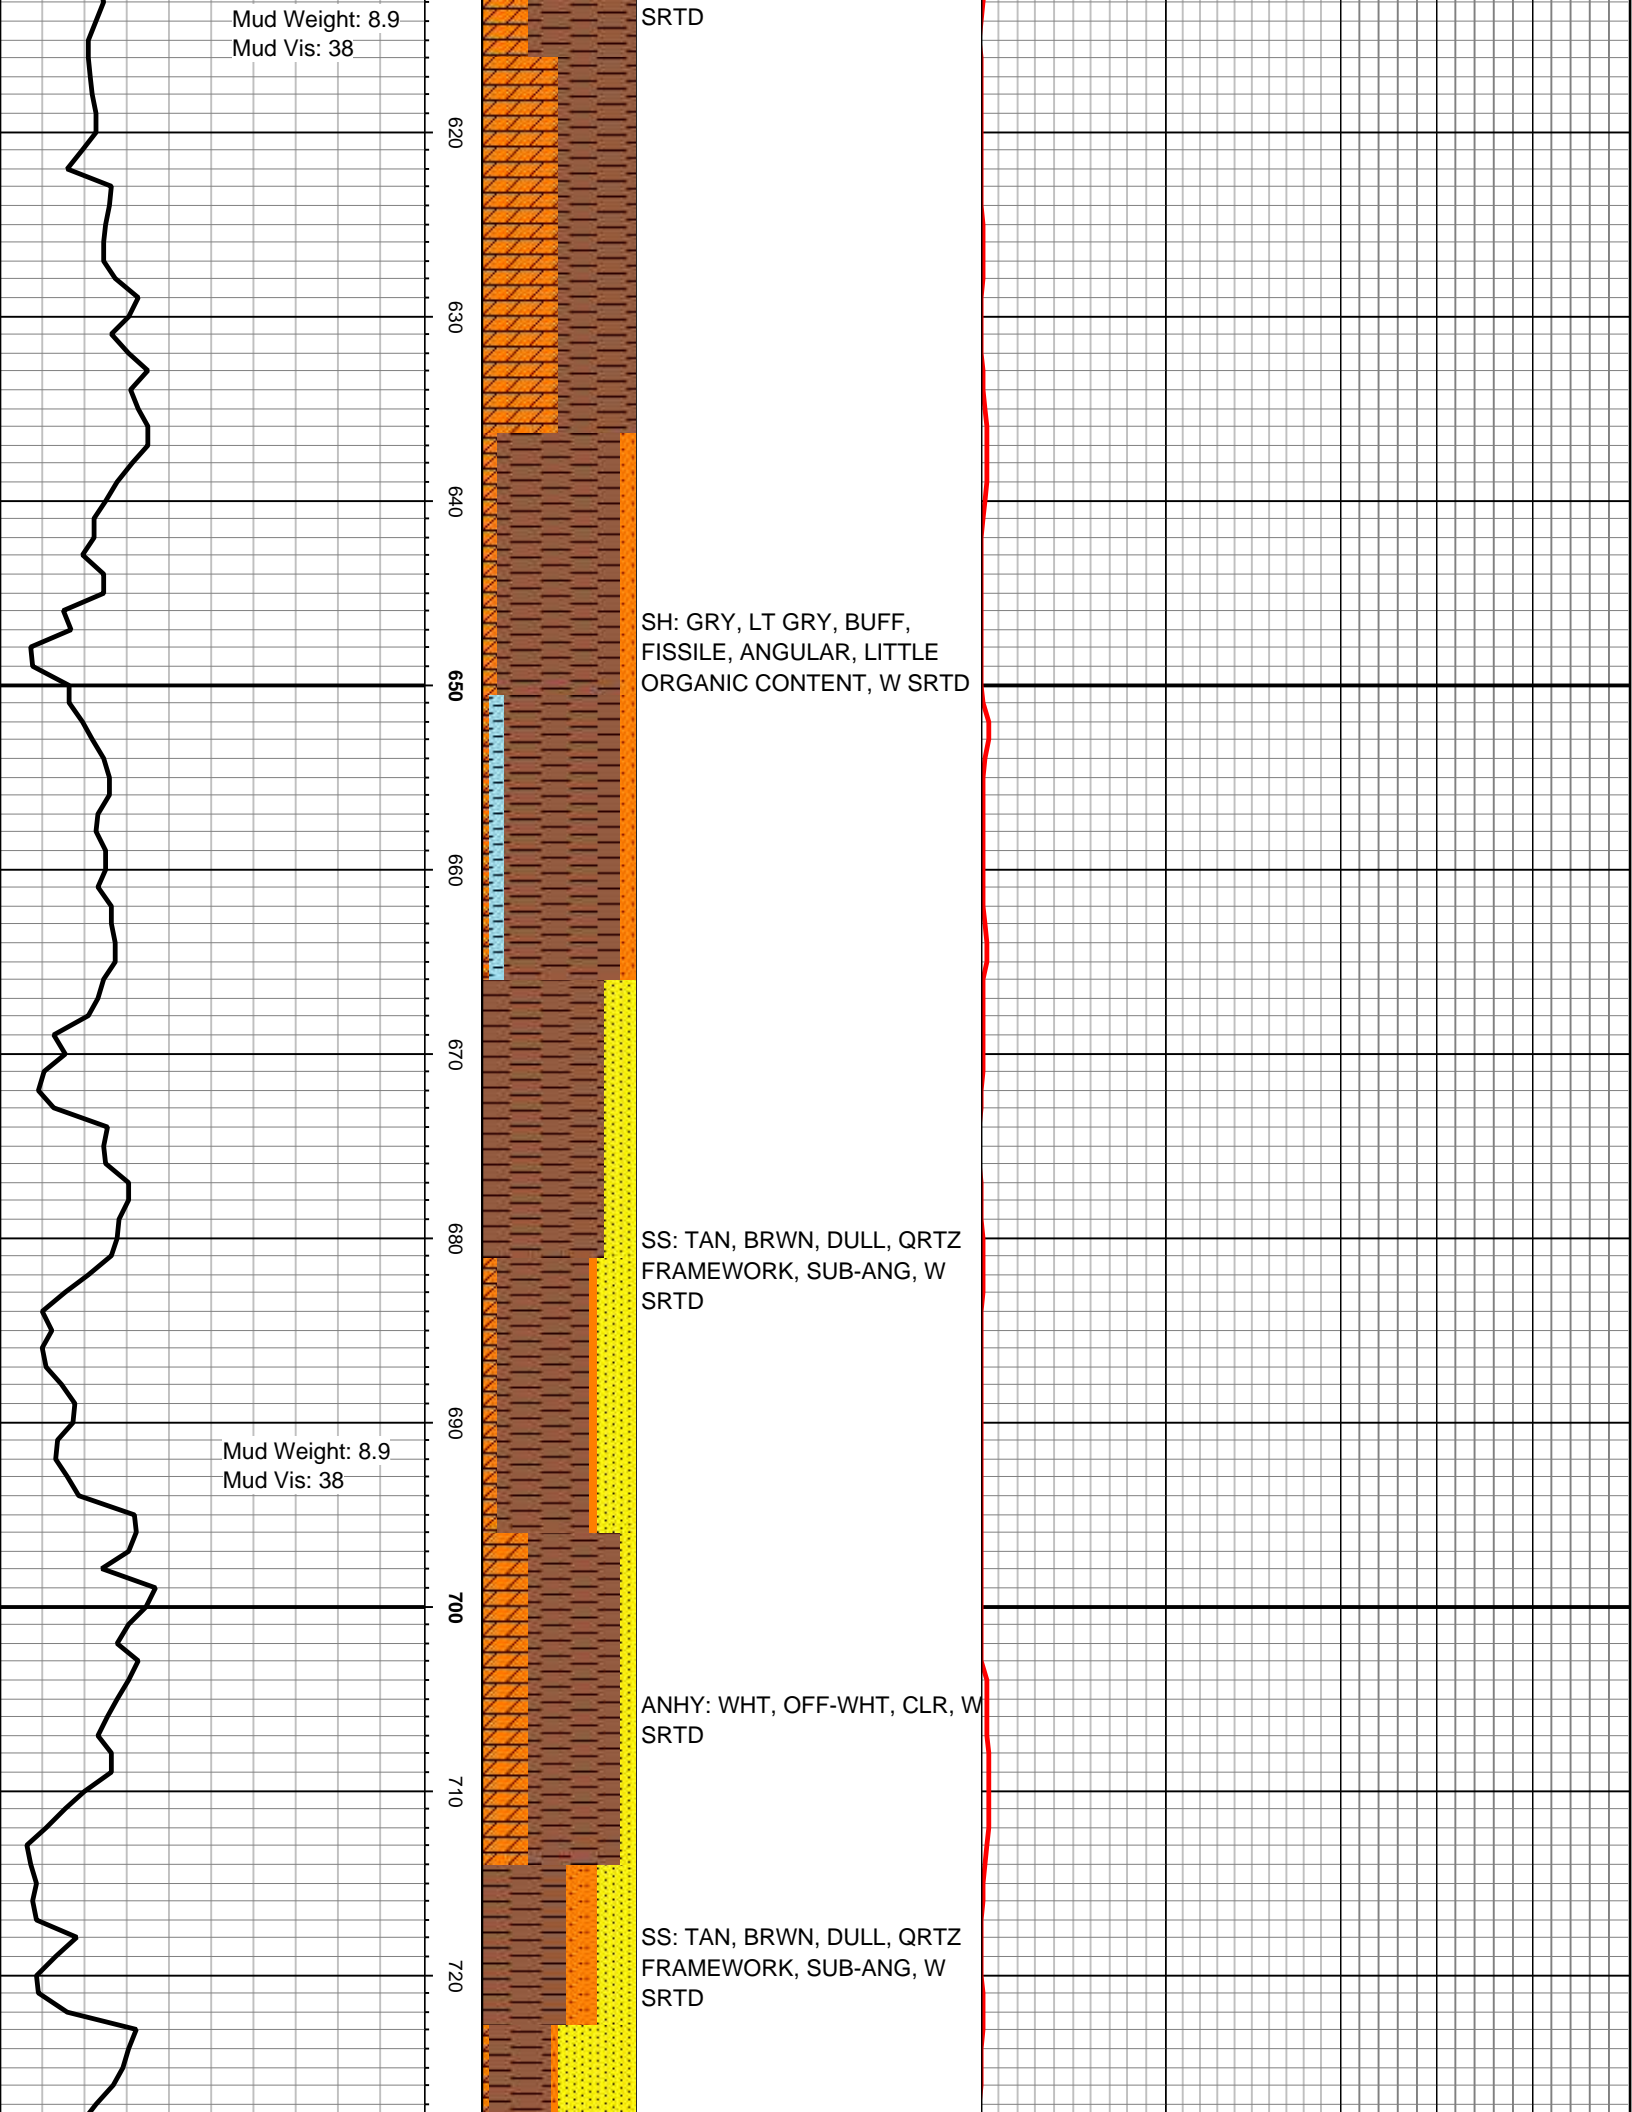 Mud Weight: 8.9
Mud Vis: 38
SRTD
620
630
640
SH: GRY, LT GRY, BUFF,
FISSILE, ANGULAR, LITTLE
ORGANIC CONTENT, W SRTD
650
660
670
680
SS: TAN, BRWN, DULL, QRTZ
FRAMEWORK, SUB-ANG, W
SRTD
690
Mud Weight: 8.9
Mud Vis: 38
700
ANHY: WHT, OFF-WHT, CLR, W
SRTD
710
SS: TAN, BRWN, DULL, QRTZ
FRAMEWORK, SUB-ANG, W
SRTD
720